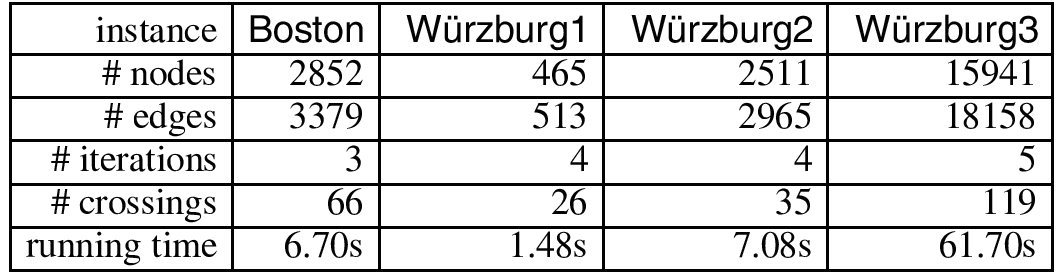 instance Boston Würzburg1 Würzburg2 Würzburg3
# nodes 2852 465 2511 15941
# edges 3379 513 2965 18158
# iterations 3 4 4 5
# crossings 66 26 35 119
running time 6.70s 1.48s 7.08s 61.70s